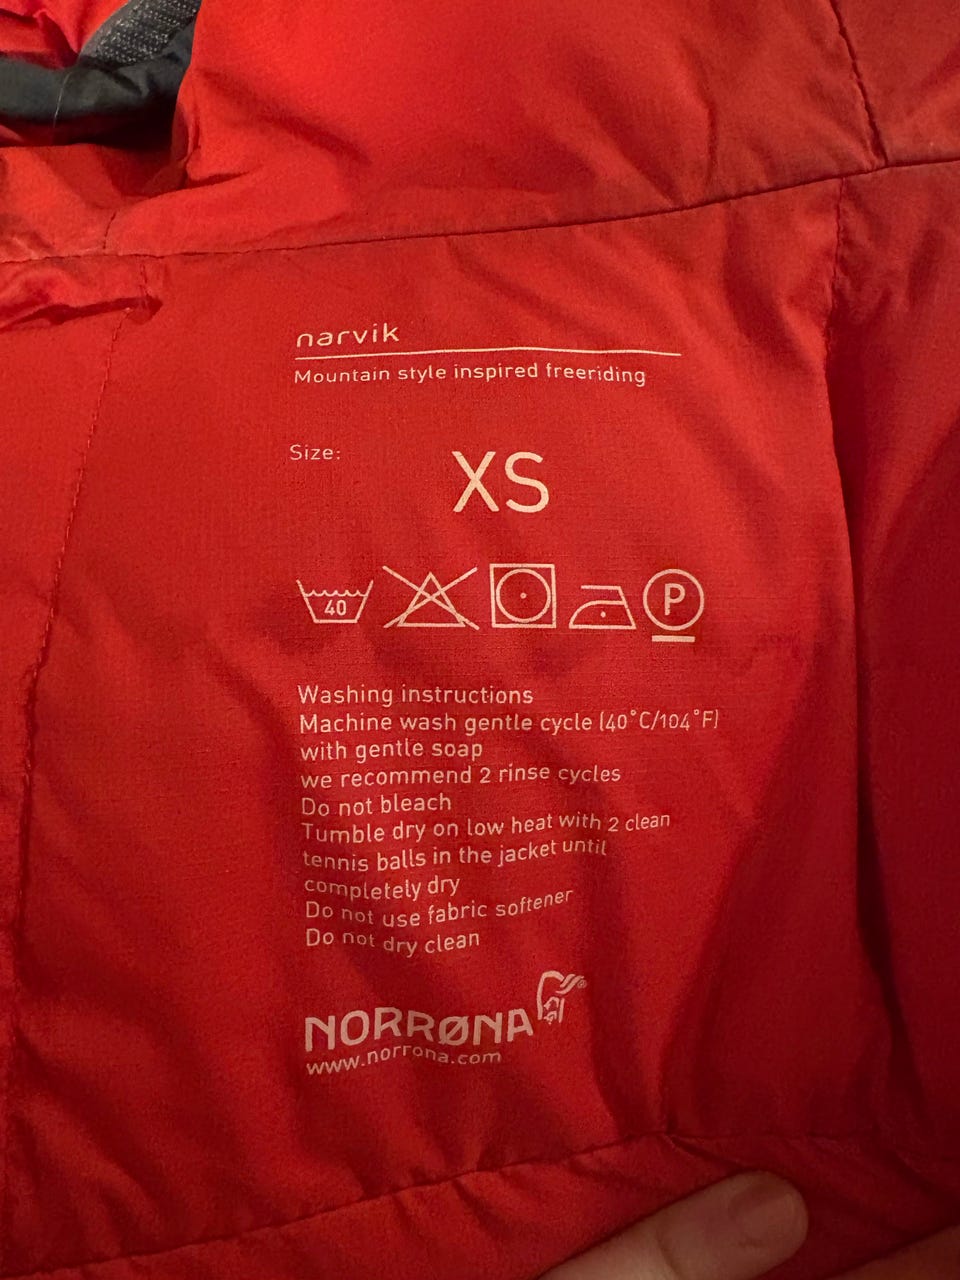 narvik
Mountain style inspired freeriding
Size:
XS
40
P
Washing instructions
Machine wash gentle cycle (40°C/104°F)
with gentle soap
we recommend 2 rinse cycles
Do not bleach
Tumble dry on low heat with 2 clean
tennis balls in the jacket until
completely dry
Do not use fabric softener
Do not dry clean
NORRØNA®
www.norrona.com